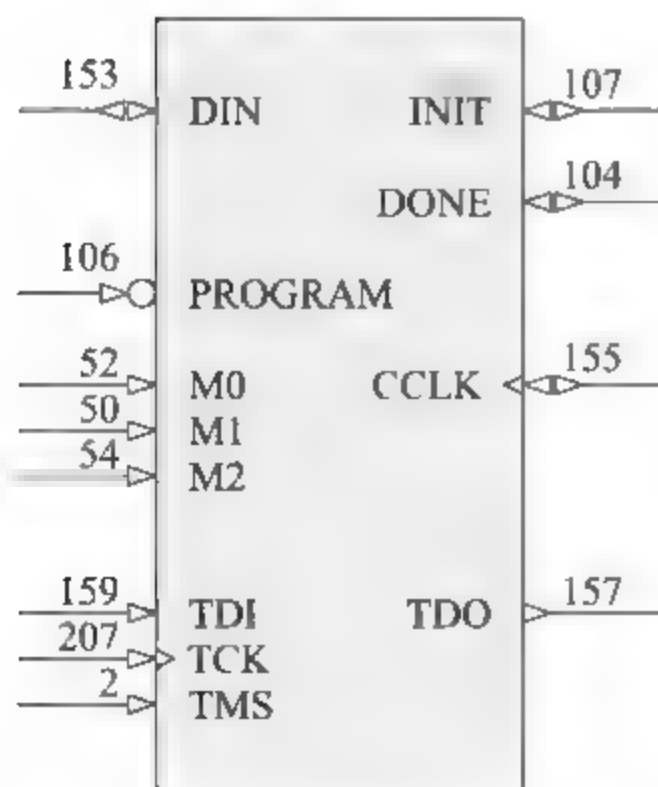 153 DIN INIT 107
DONE 104
106 PROGRAM
52 M0 CCLK 155
50 M1
54 M2
159 TDI TDO 157
207 TCK
2 TMS